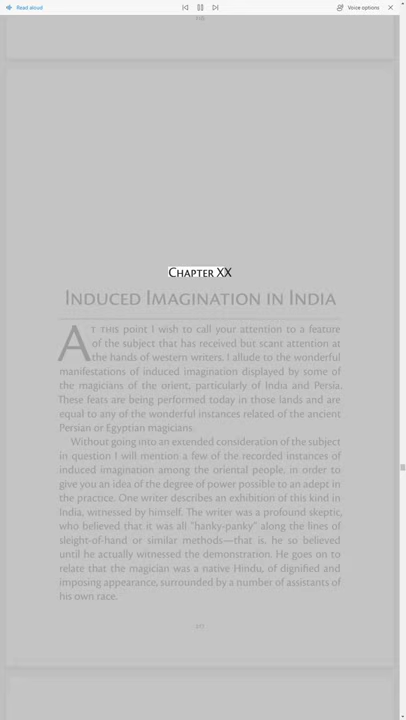 Read aloud
Voice options
CHAPTER XX
INDUCED IMAGINATION IN INDIA
AT THIS point I wish to call your attention to a feature
of the subject that has received but scant attention at
the hands of western writers. I allude to the wonderful
manifestations of induced imagination displayed by some of
the magicians of the orient, particularly of India and Persia.
These feats are being performed today in those lands and are
equal to any of the wonderful instances related of the ancient
Persian or Egyptian magicians.
Without going into an extended consideration of the subject
in question I will mention a few of the recorded instances of
induced imagination among the oriental people, in order to
give you an idea of the degree of power possible to an adept in
the practice. One writer describes an exhibition of this kind in
India, witnessed by himself. The writer was a profound skeptic,
who believed that it was all "hanky-panky" along the lines of
sleight-of-hand or similar methods—that is, he so believed
until he actually witnessed the demonstration. He goes on to
relate that the magician was a native Hindu, of dignified and
imposing appearance, surrounded by a number of assistants of
his own race.